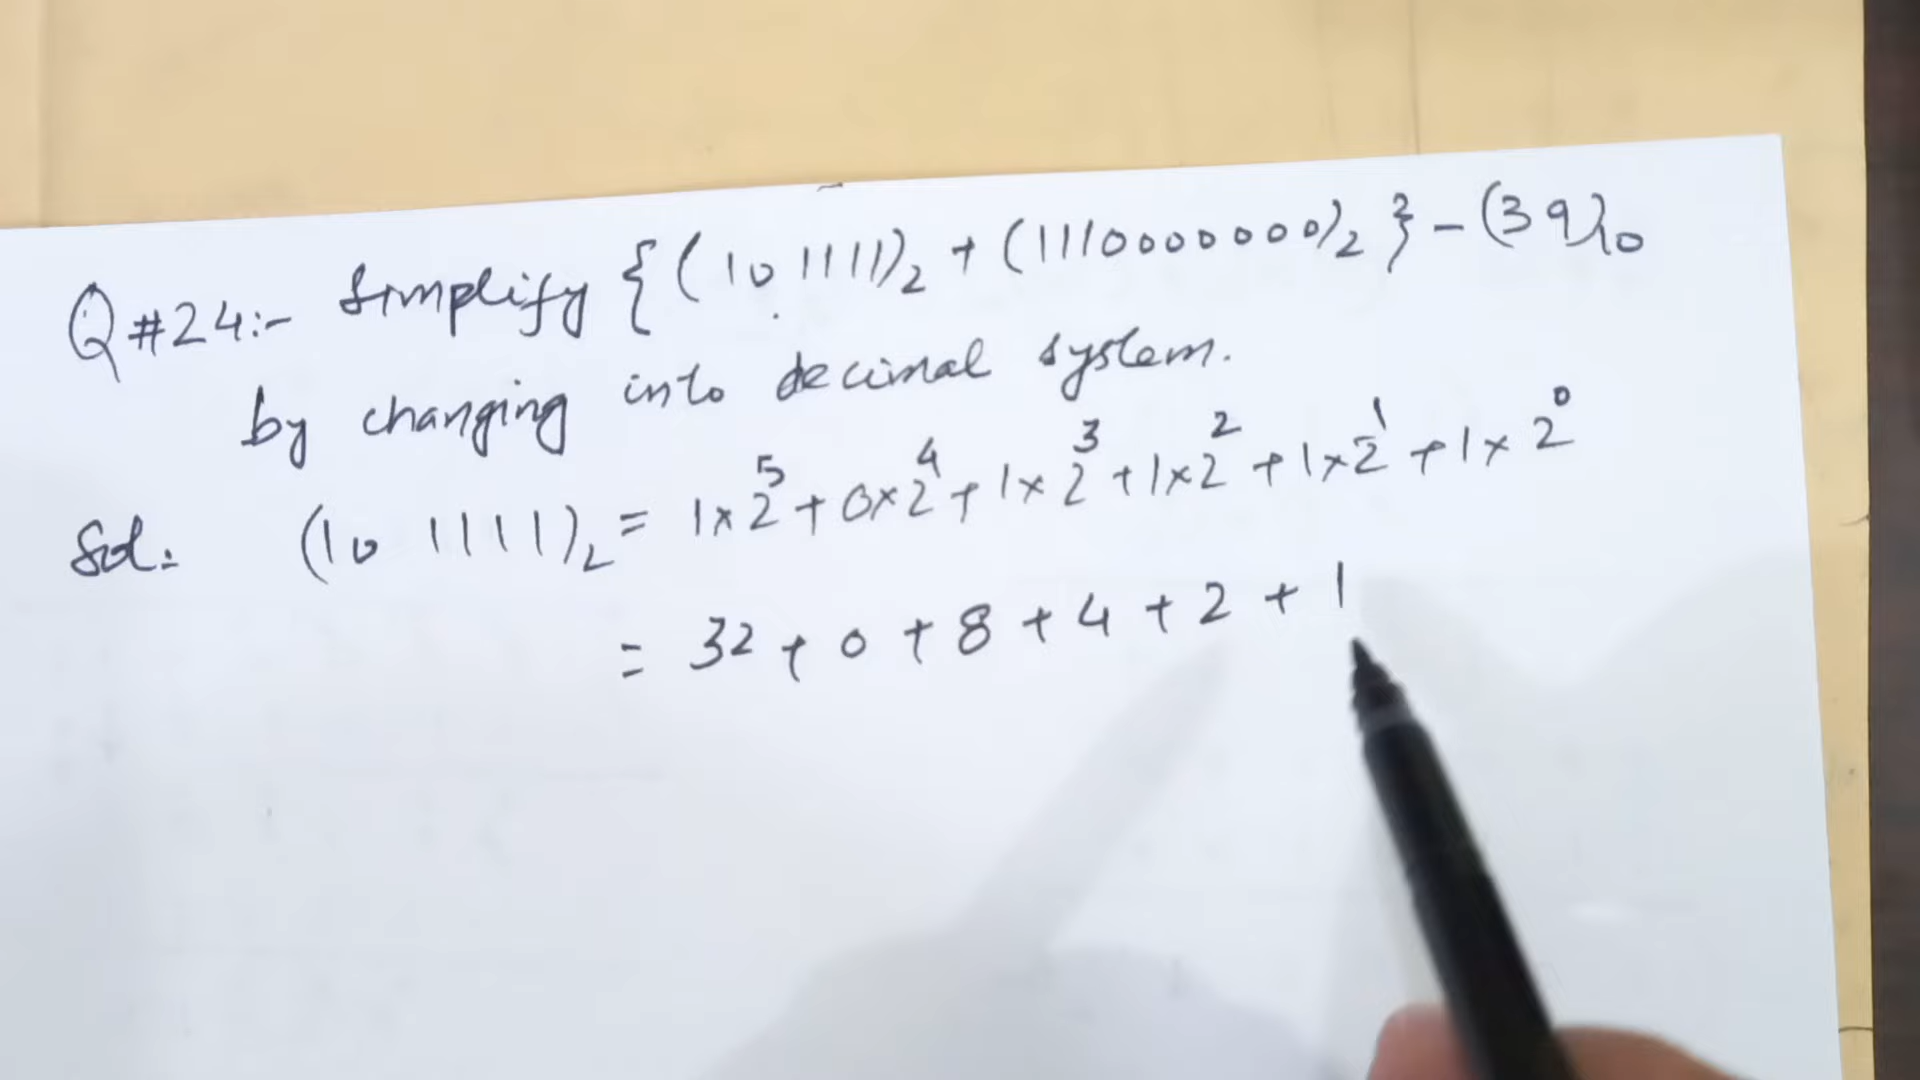 Q#24:- Simplify {(101111)₂ + (1110000000)₂} - (39)₁₀
by changing into decimal system.
Sol: (101111)₂ = 1×2⁵+0×2⁴+1×2³+1×2²+1×2¹+1×2⁰
= 32+0+8+4+2+1